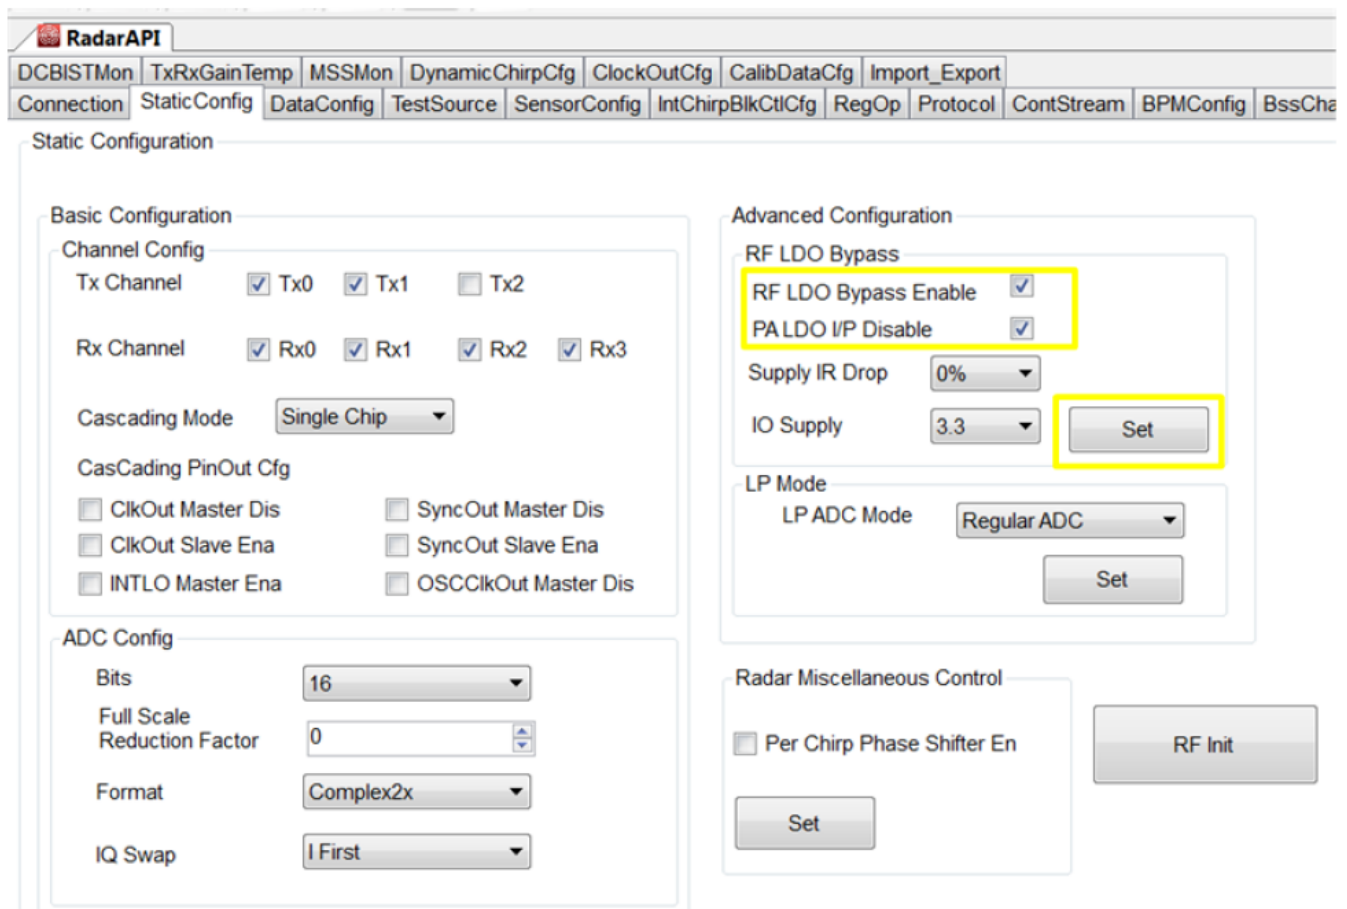 RadarAPI
DCBISTMon TxRxGainTemp MSSMon DynamicChirpCfg ClockOutCfg CalibDataCfg Import_Export
Connection StaticConfig DataConfig TestSource SensorConfig IntChirpBlkCtlCfg RegOp Protocol ContStream BPMConfig BssCha
Static Configuration
Basic Configuration
Channel Config
Tx Channel Tx0 Tx1 Tx2
Rx Channel Rx0 Rx1 Rx2 Rx3
Cascading Mode Single Chip
CasCading PinOut Cfg
ClkOut Master Dis SyncOut Master Dis
ClkOut Slave Ena SyncOut Slave Ena
INTLO Master Ena OSCClkOut Master Dis
ADC Config
Bits 16
Full Scale
Reduction Factor 0
Format Complex2x
IQ Swap I First
Advanced Configuration
RF LDO Bypass
RF LDO Bypass Enable
PA LDO I/P Disable
Supply IR Drop 0%
IO Supply 3.3 Set
LP Mode
LP ADC Mode Regular ADC
Set
Radar Miscellaneous Control
Per Chirp Phase Shifter En
Set
RF Init